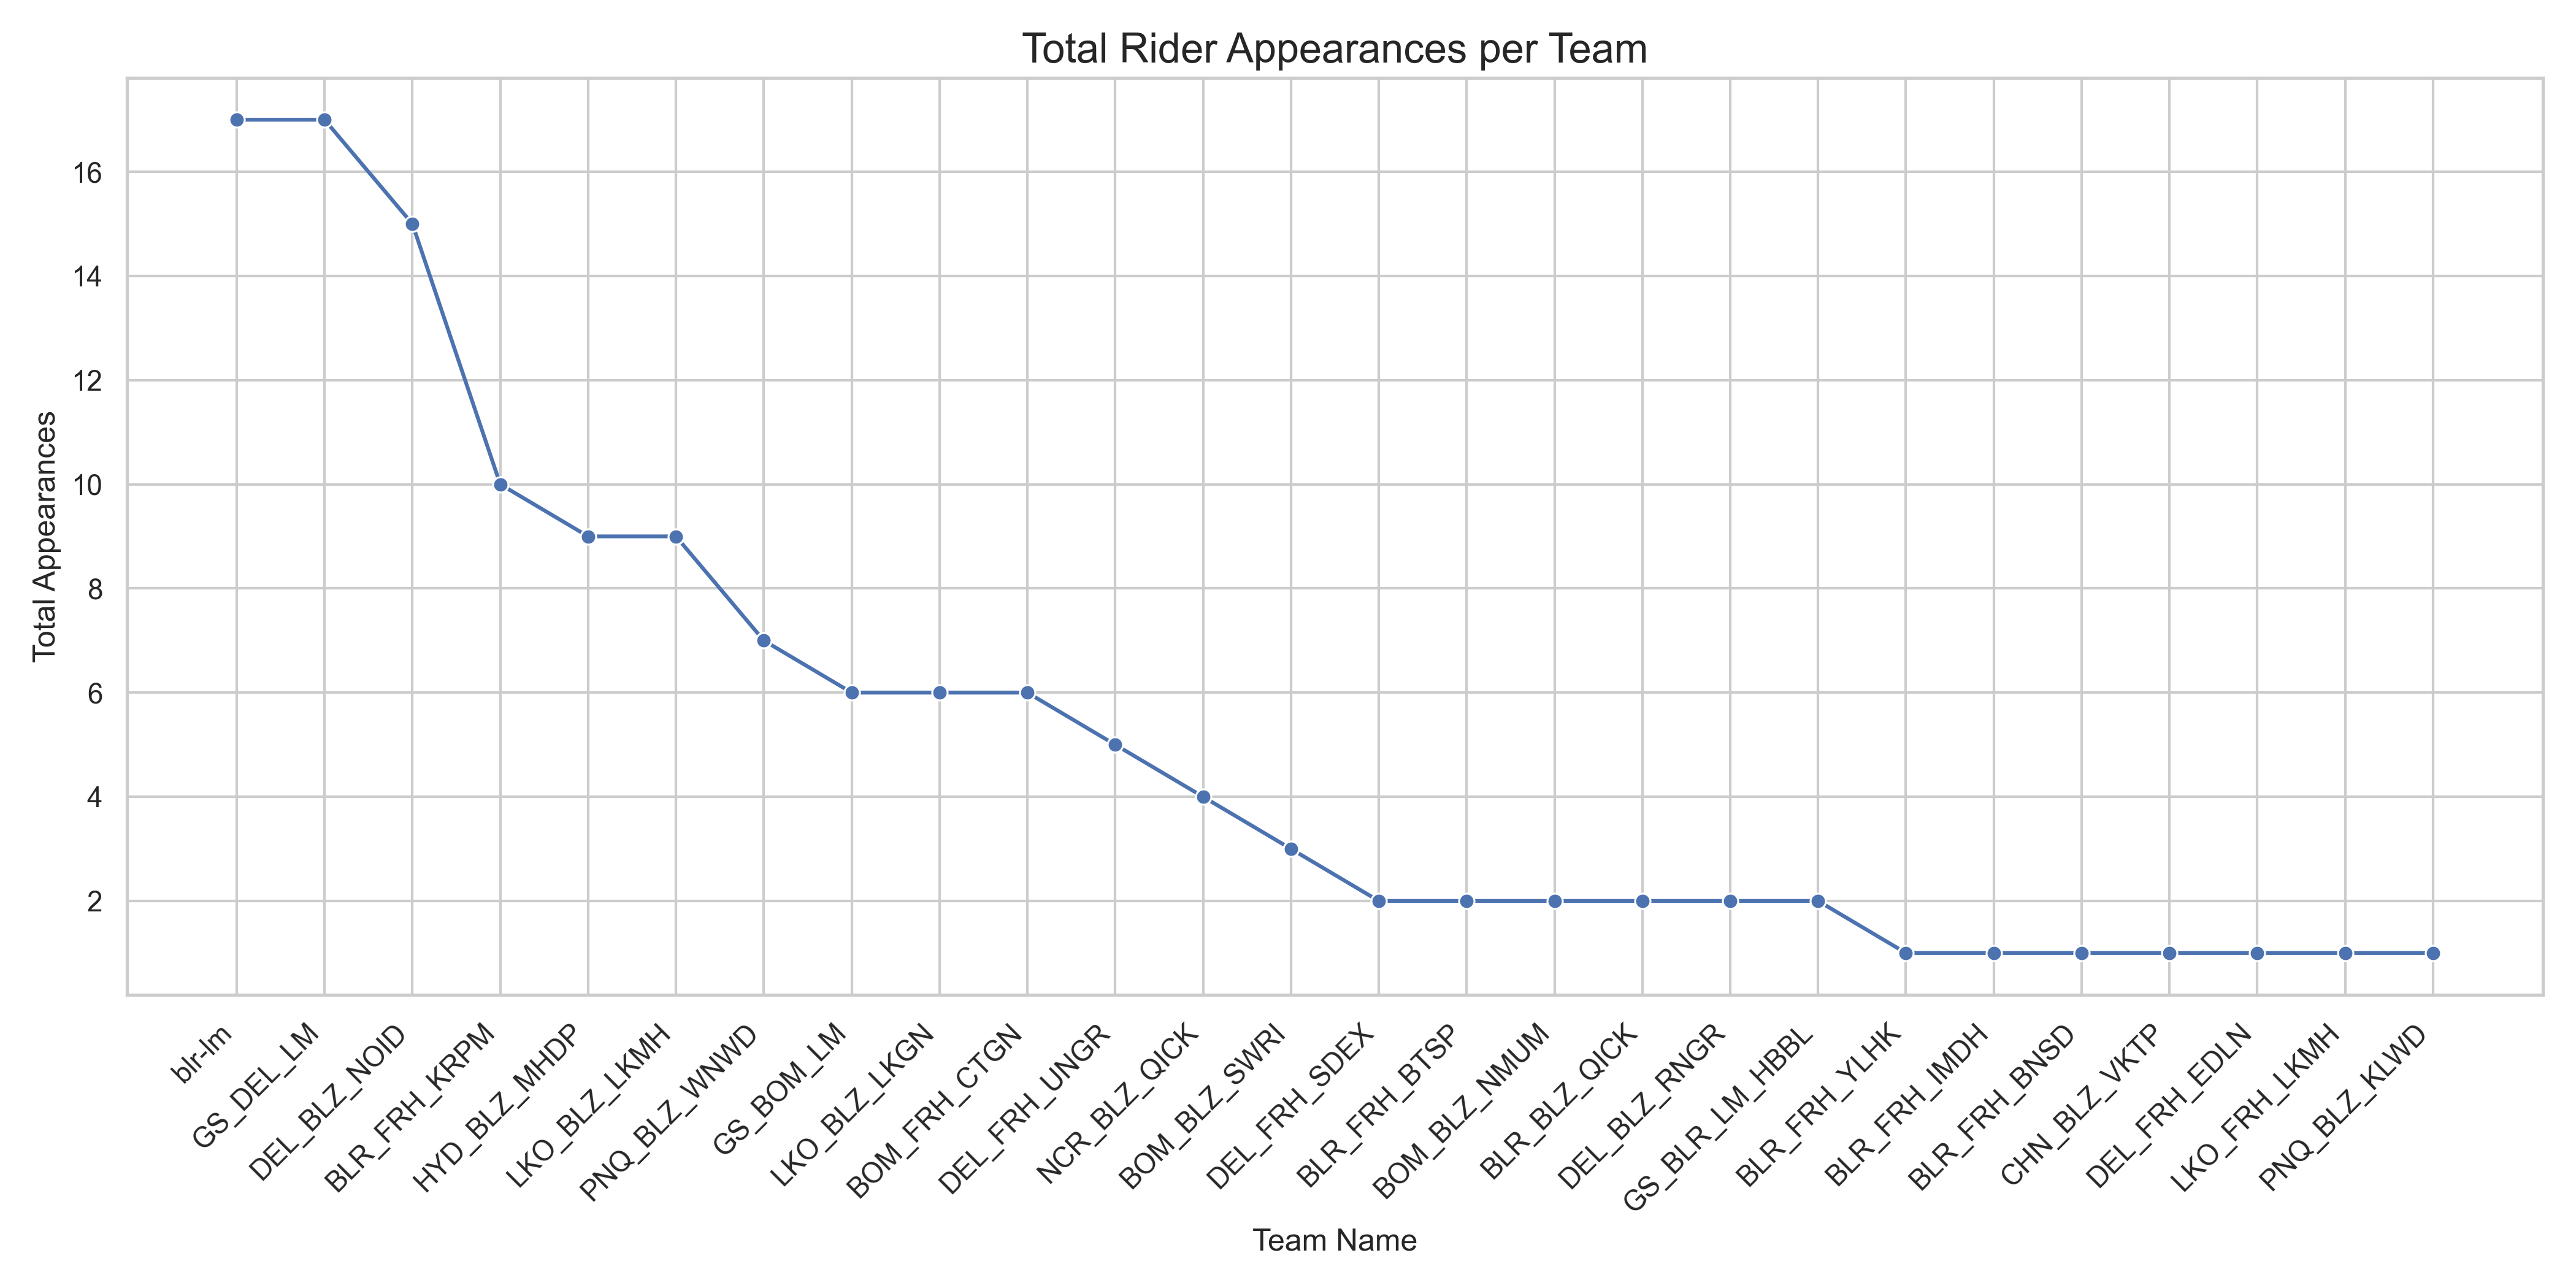 Total Rider Appearances per Team
Total Appearances
16
14
12
10
8
6
4
2
blr-lm
GS_DEL_LM
DEL_BLZ_NOID
BLR_FRH_KRPM
HYD_BLZ_MHDP
LKO_BLZ_LKMH
PNQ_BLZ_WNWD
GS_BOM_LM
LKO_BLZ_LKGN
BOM_FRH_CTGN
DEL_FRH_UNGR
NCR_BLZ_QICK
BOM_BLZ_SWRI
DEL_FRH_SDEX
BLR_FRH_BTSP
BOM_BLZ_NMUM
BLR_BLZ_QICK
DEL_BLZ_RNGR
GS_BLR_LM_HBBL
BLR_FRH_YLHK
BLR_FRH_IMDH
BLR_FRH_BNSD
CHN_BLZ_VKTP
DEL_FRH_EDLN
LKO_FRH_LKMH
PNQ_BLZ_KLWD
Team Name